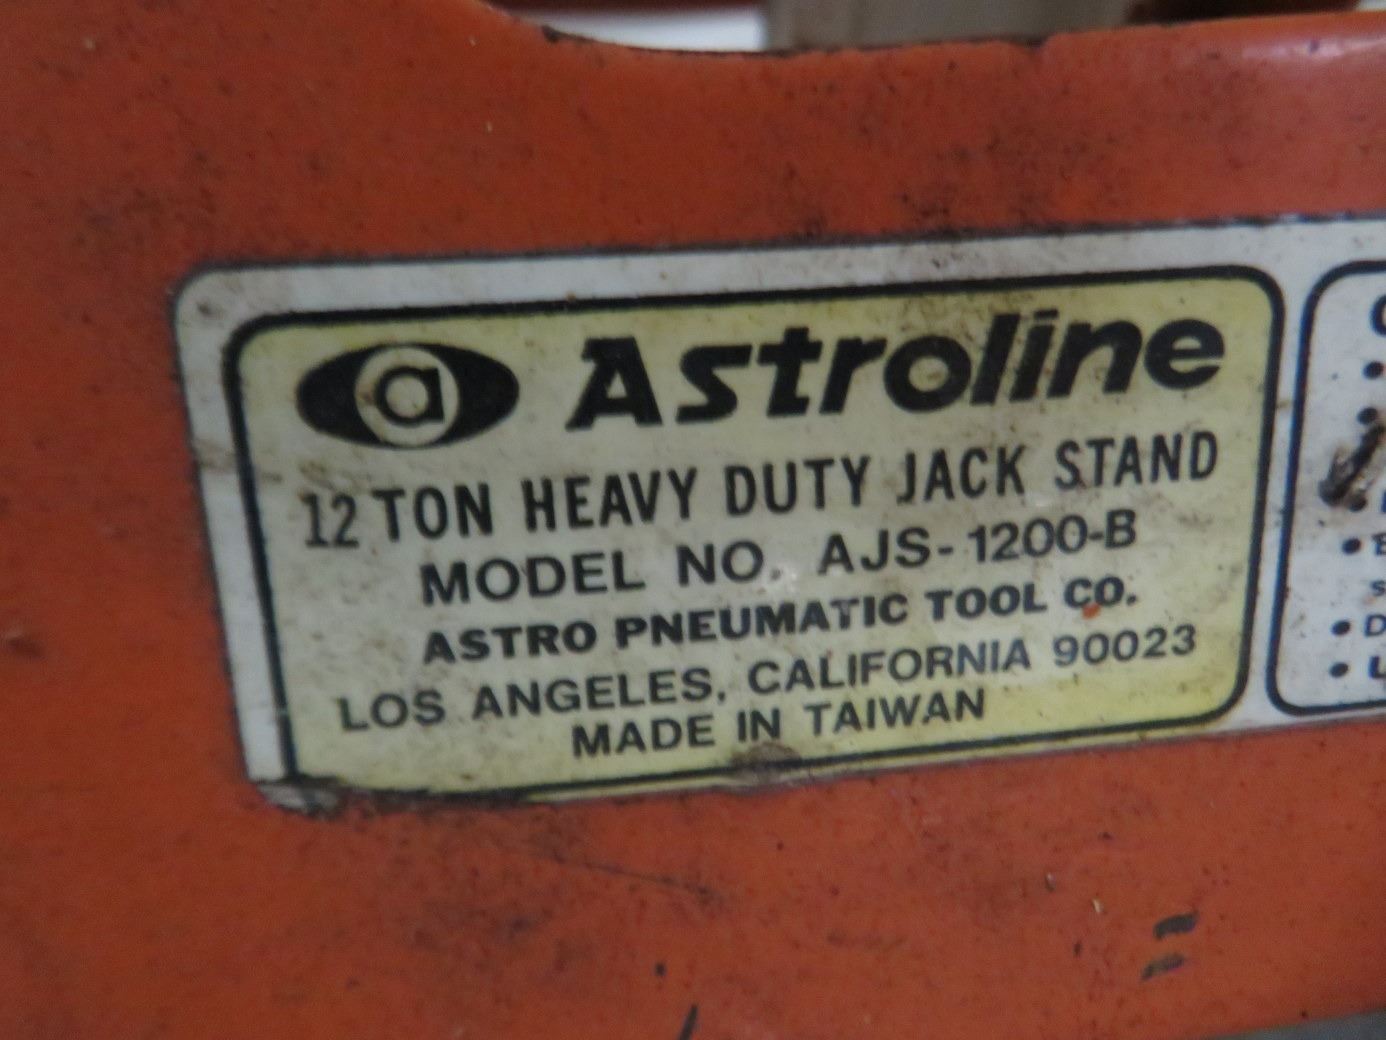 a Astroline
12 TON HEAVY DUTY JACK STAND
MODEL NO. AJS-1200-B
ASTRO PNEUMATIC TOOL CO.
LOS ANGELES, CALIFORNIA 90023
MADE IN TAIWAN